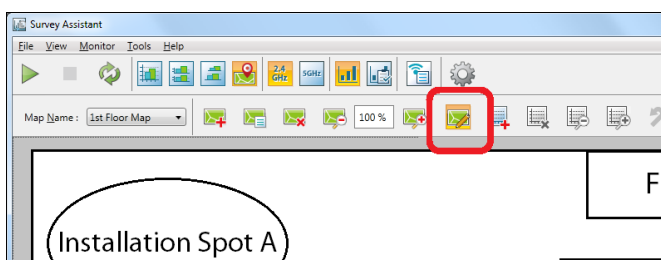 Survey Assistant
File View Monitor Tools Help
2.4 GHz 5GHz
Map Name : 1st Floor Map 100 %
F
Installation Spot A